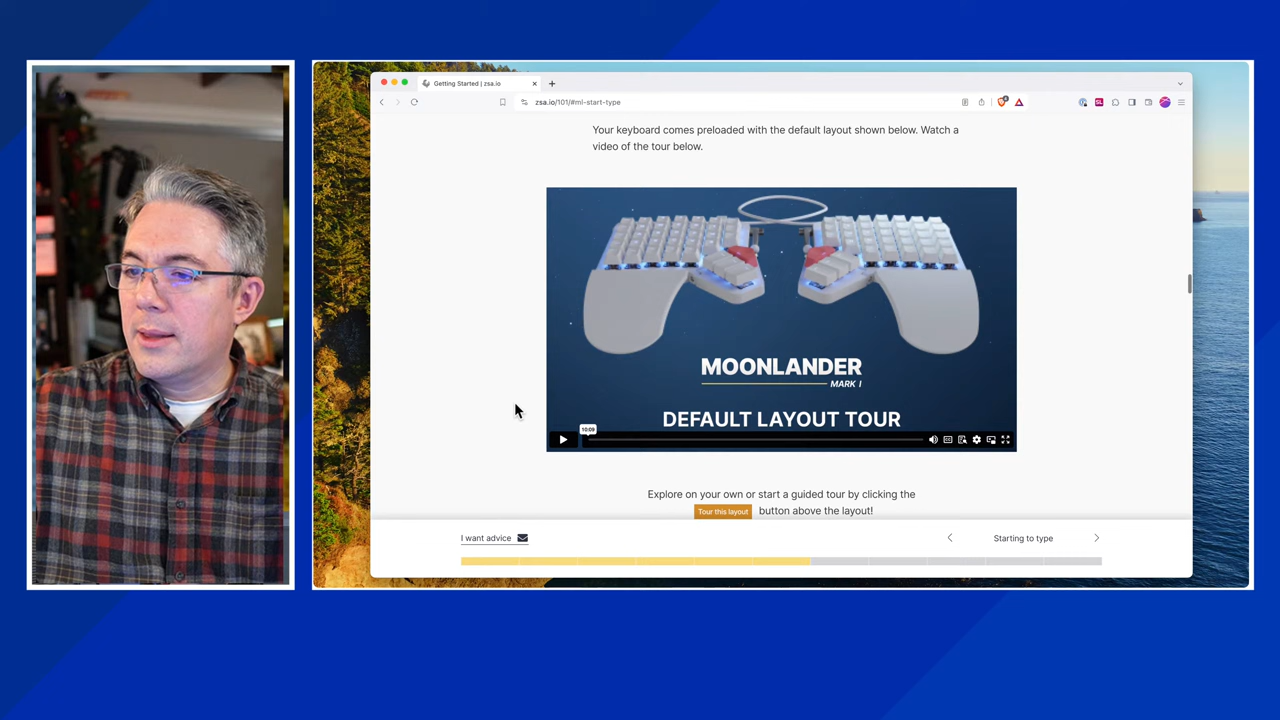 Getting Started | zsa.io
zsa.io/101/#ml-start-type
Your keyboard comes preloaded with the default layout shown below. Watch a
video of the tour below.
MOONLANDER
MARK I
DEFAULT LAYOUT TOUR
10:09
Explore on your own or start a guided tour by clicking the
Tour this layout button above the layout!
I want advice
Starting to type